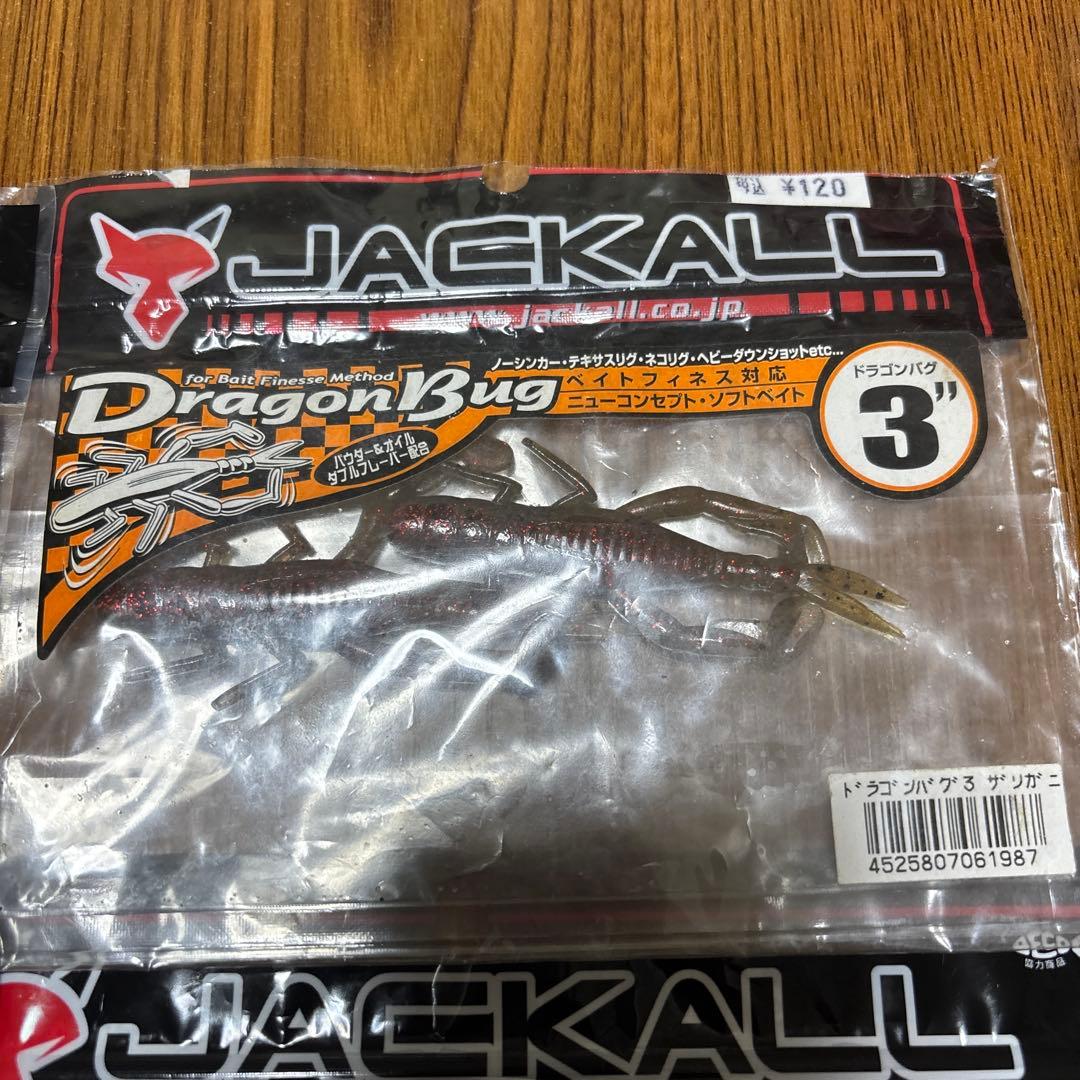 税込 ¥120
JACKALL
www.jackall.co.jp
for Bait Finesse Method
DragonBug
ノーシンカー・テキサスリグ・ネコリグ・ヘビーダウンショットetc...
ベイトフィネス対応
ニューコンセプト・ソフトベイト
ドラゴンバグ
3"
パウダー&オイル
ダブルフレーバー配合
ﾄﾞﾗｺﾞﾝﾊﾞｸﾞ3 ｻﾞﾘｶﾞﾆ
4525807061987
協力商品
JACKALL